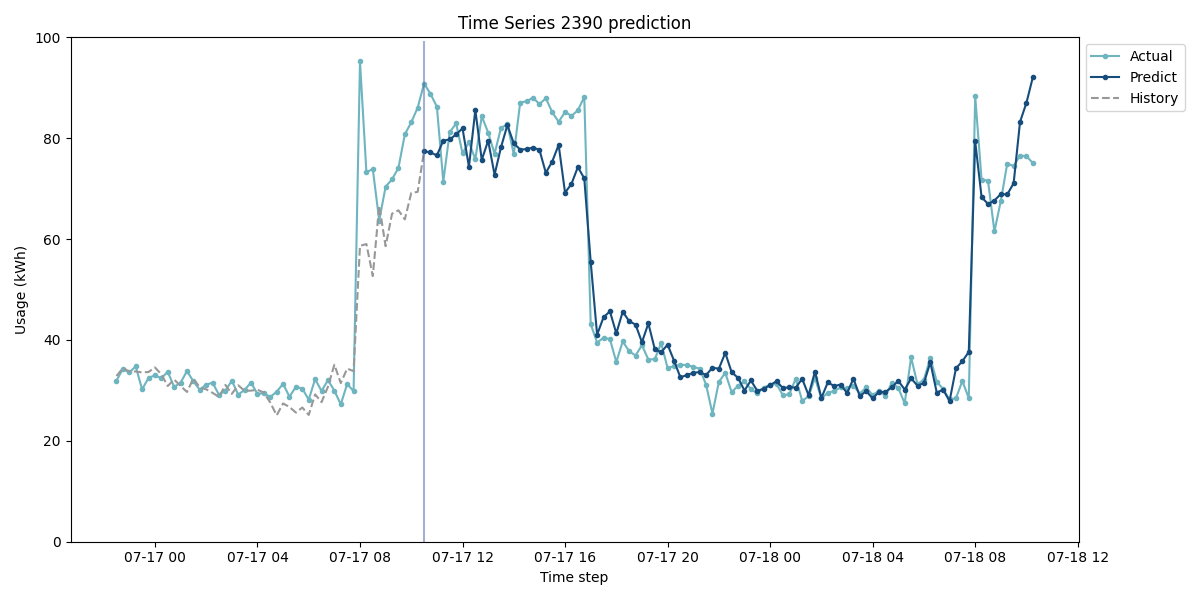 Time Series 2390 prediction
100
80
60
40
20
0
Usage (kWh)
07-17 00
07-17 04
07-17 08
07-17 12
07-17 16
07-17 20
07-18 00
07-18 04
07-18 08
07-18 12
Time step
Actual
Predict
History